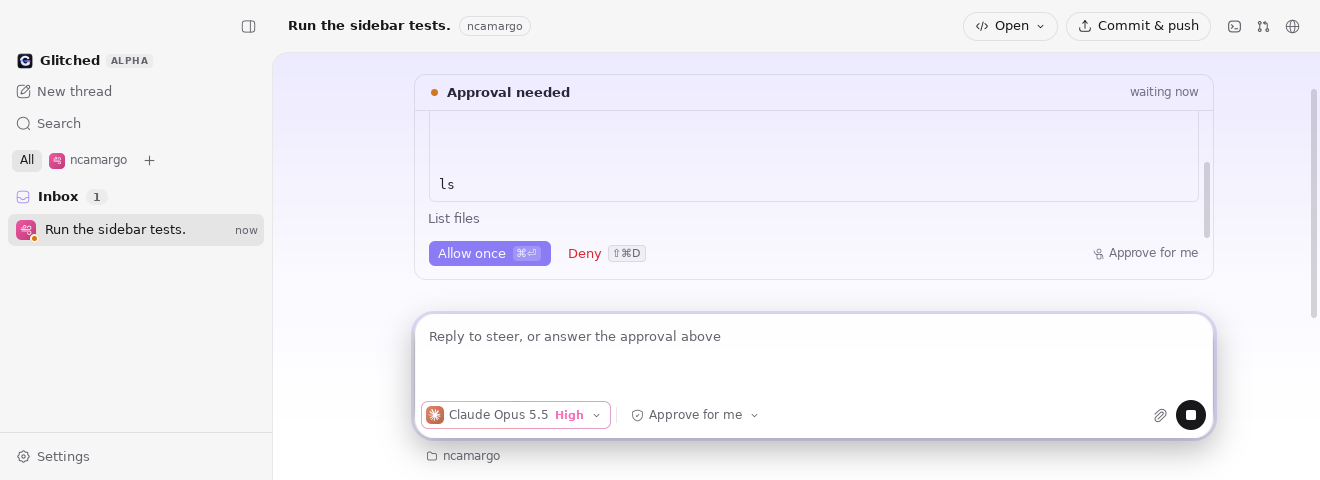 Run the sidebar tests. ncamargo
Open
Commit & push
Glitched ALPHA
New thread
Search
All ncamargo
Inbox 1
Run the sidebar tests. now
Settings
Approval needed waiting now
ls
List files
Allow once ⌘⏎ Deny ⇧⌘D Approve for me
Reply to steer, or answer the approval above
Claude Opus 5.5 High Approve for me
ncamargo